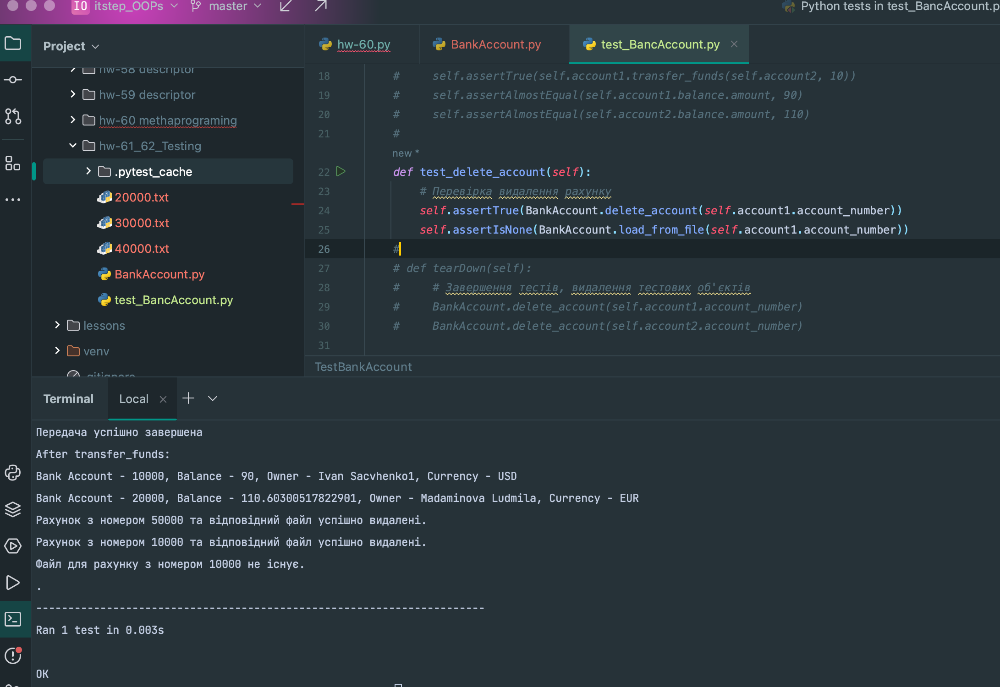 IO itstep_OOPs master Python tests in test_BancAccount.p
Project
hw-60.py BankAccount.py test_BancAccount.py
hw-58 descriptor
hw-59 descriptor
hw-60 methaprograming
hw-61_62_Testing
.pytest_cache
20000.txt
30000.txt
40000.txt
BankAccount.py
test_BancAccount.py
lessons
venv
.gitignore
18 # self.assertTrue(self.account1.transfer_funds(self.account2, 10))
19 # self.assertAlmostEqual(self.account1.balance.amount, 90)
20 # self.assertAlmostEqual(self.account2.balance.amount, 110)
21 #
new *
22 def test_delete_account(self):
23 # Перевірка видалення рахунку
24 self.assertTrue(BankAccount.delete_account(self.account1.account_number))
25 self.assertIsNone(BankAccount.load_from_file(self.account1.account_number))
26 #
27 # def tearDown(self):
28 # # Завершення тестів, видалення тестових об'єктів
29 # BankAccount.delete_account(self.account1.account_number)
30 # BankAccount.delete_account(self.account2.account_number)
31
TestBankAccount
Terminal Local
Передача успішно завершена
After transfer_funds:
Bank Account - 10000, Balance - 90, Owner - Ivan Sacvhenko1, Currency - USD
Bank Account - 20000, Balance - 110.60300517822901, Owner - Madaminova Ludmila, Currency - EUR
Рахунок з номером 50000 та відповідний файл успішно видалені.
Рахунок з номером 10000 та відповідний файл успішно видалені.
Файл для рахунку з номером 10000 не існує.
.
----------------------------------------------------------------------
Ran 1 test in 0.003s
OK